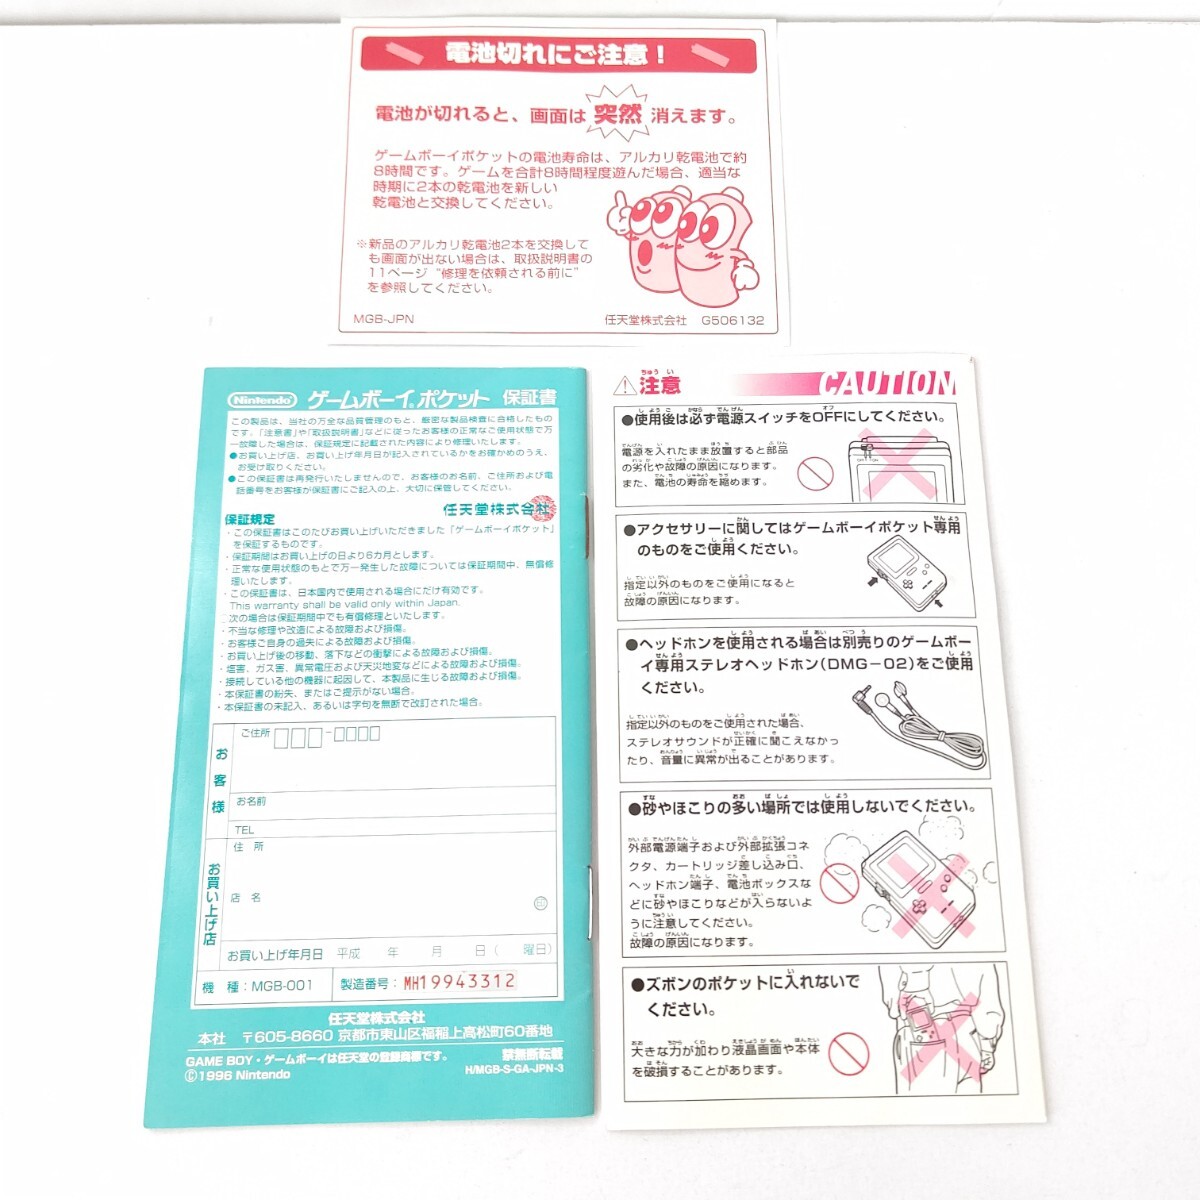 電池切れにご注意！
電池が切れると、画面は突然消えます。
ゲームボーイポケットの電池寿命は、アルカリ乾電池で約
8時間です。ゲームを合計8時間程度遊んだ場合、適当な
時期に2本の乾電池を新しい
乾電池と交換してください。
※新品のアルカリ乾電池2本を交換して
も画面が出ない場合は、取扱説明書の
11ページ“修理を依頼される前に”
を参照してください。
MGB-JPN 任天堂株式会社 G506132
Nintendo ゲームボーイ ポケット 保証書
この製品は、当社の万全な品質管理のもと、厳密な製品検査に合格したもの
です。「注意書」や「取扱説明書」などに従ったお客様の正常なご使用状態で万
一故障した場合は、保証規定に記載された内容により修理いたします。
●お買い上げ店、お買い上げ年月日が記入されているかをお確かめのうえ、
お受け取りください。
●この保証書は再発行いたしませんので、お客様のお名前、ご住所および電
話番号をお客様が保証書にご記入の上、大切に保管してください。
任天堂株式会社
保証規定
・この保証書はこのたびお買い上げいただきました「ゲームボーイポケット」
を保証するものです。
・保証期間はお買い上げの日より6カ月とします。
・正常な使用状態のもとで万一発生した故障については保証期間中、無償修
理いたします。
・この保証書は、日本国内で使用される場合にだけ有効です。
This warranty shall be valid only within Japan.
次の場合は保証期間中でも有償修理といたします。
・不当な修理や改造による故障および損傷。
・お客様ご自身の過失による故障および損傷。
・お買い上げ後の移動、落下などの衝撃による故障および損傷。
・塩害、ガス害、異常電圧および天災地変などによる故障および損傷。
・接続している他の機器に起因して、本製品に生じる故障および損傷。
・本保証書の紛失、またはご提示がない場合。
・本保証書の未記入、あるいは字句を無断で改訂された場合。
お客様
ご住所
お名前
TEL
お買い上げ店
住所
店名
印
お買い上げ年月日 平成 年 月 日（ 曜日）
機種：MGB-001 製造番号：MH19943312
任天堂株式会社
本社 〒605-8660 京都市東山区福稲上高松町60番地
GAME BOY・ゲームボーイは任天堂の登録商標です。 禁無断転載
©1996 Nintendo H/MGB-S-GA-JPN-3
注意 CAUTION
●使用後は必ず電源スイッチをOFFにしてください。
電源を入れたまま放置すると部品
の劣化や故障の原因になります。
また、電池の寿命を縮めます。
●アクセサリーに関してはゲームボーイポケット専用
のものをご使用ください。
指定以外のものをご使用になると
故障の原因になります。
●ヘッドホンを使用される場合は別売りのゲームボー
イ専用ステレオヘッドホン(DMG-02)をご使用
ください。
指定以外のものをご使用された場合、
ステレオサウンドが正確に聞こえなかっ
たり、音量に異常が出ることがあります。
●砂やほこりの多い場所では使用しないでください。
外部電源端子および外部拡張コネ
クタ、カートリッジ差し込み口、
ヘッドホン端子、電池ボックスな
どに砂やほこりなどが入らないよ
うに注意してください。
故障の原因になります。
●ズボンのポケットに入れないで
ください。
大きな力が加わり液晶画面や本体
を破損することがあります。